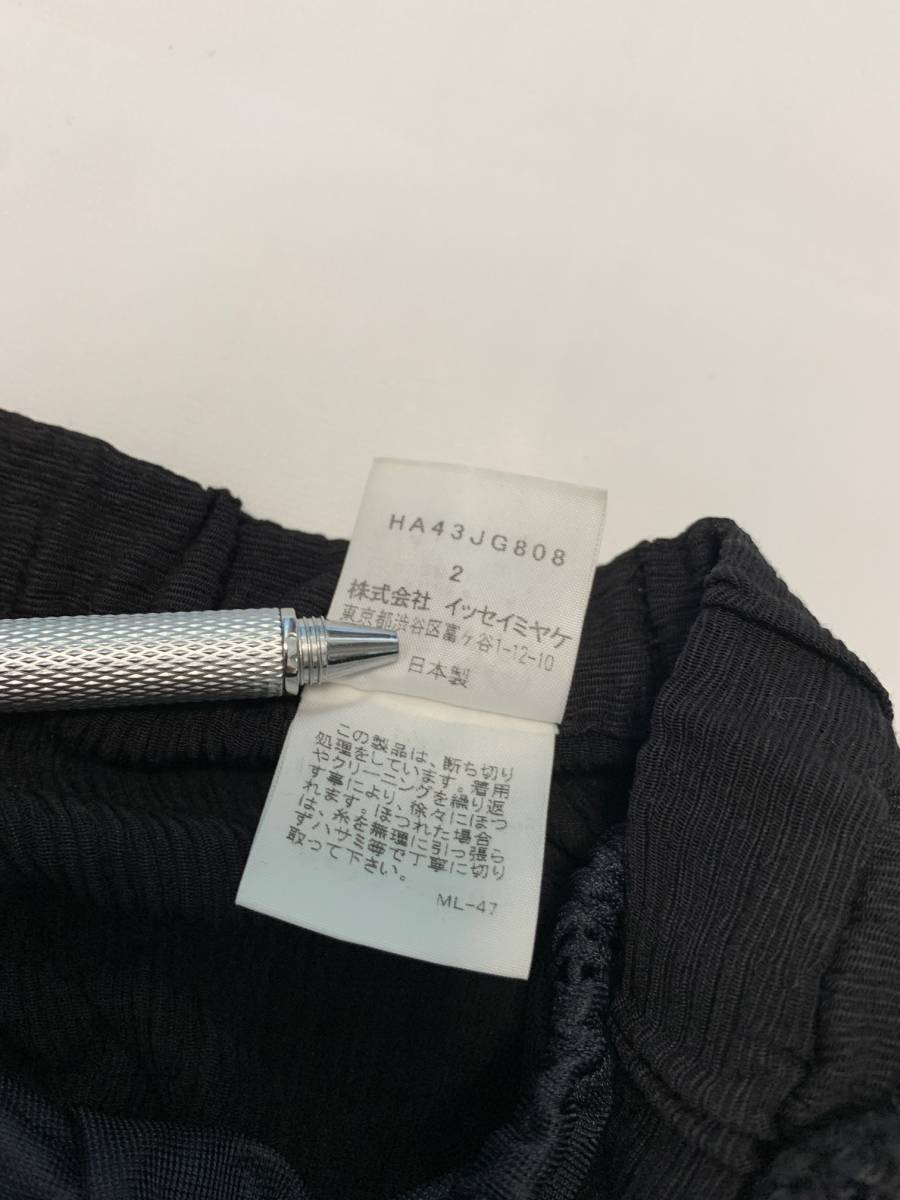 HA43JG808
2
株式会社 イッセイミヤケ
東京都渋谷区富ヶ谷1-12-10
日本製
この製品は、断ち切り
処理をしています。着用
やクリーニングを繰り返
す事により、徐々にほつ
れます。ほつれた場合
は、糸を無理に引っ張ら
ずハサミ等で丁寧に切り
取って下さい。
ML-47